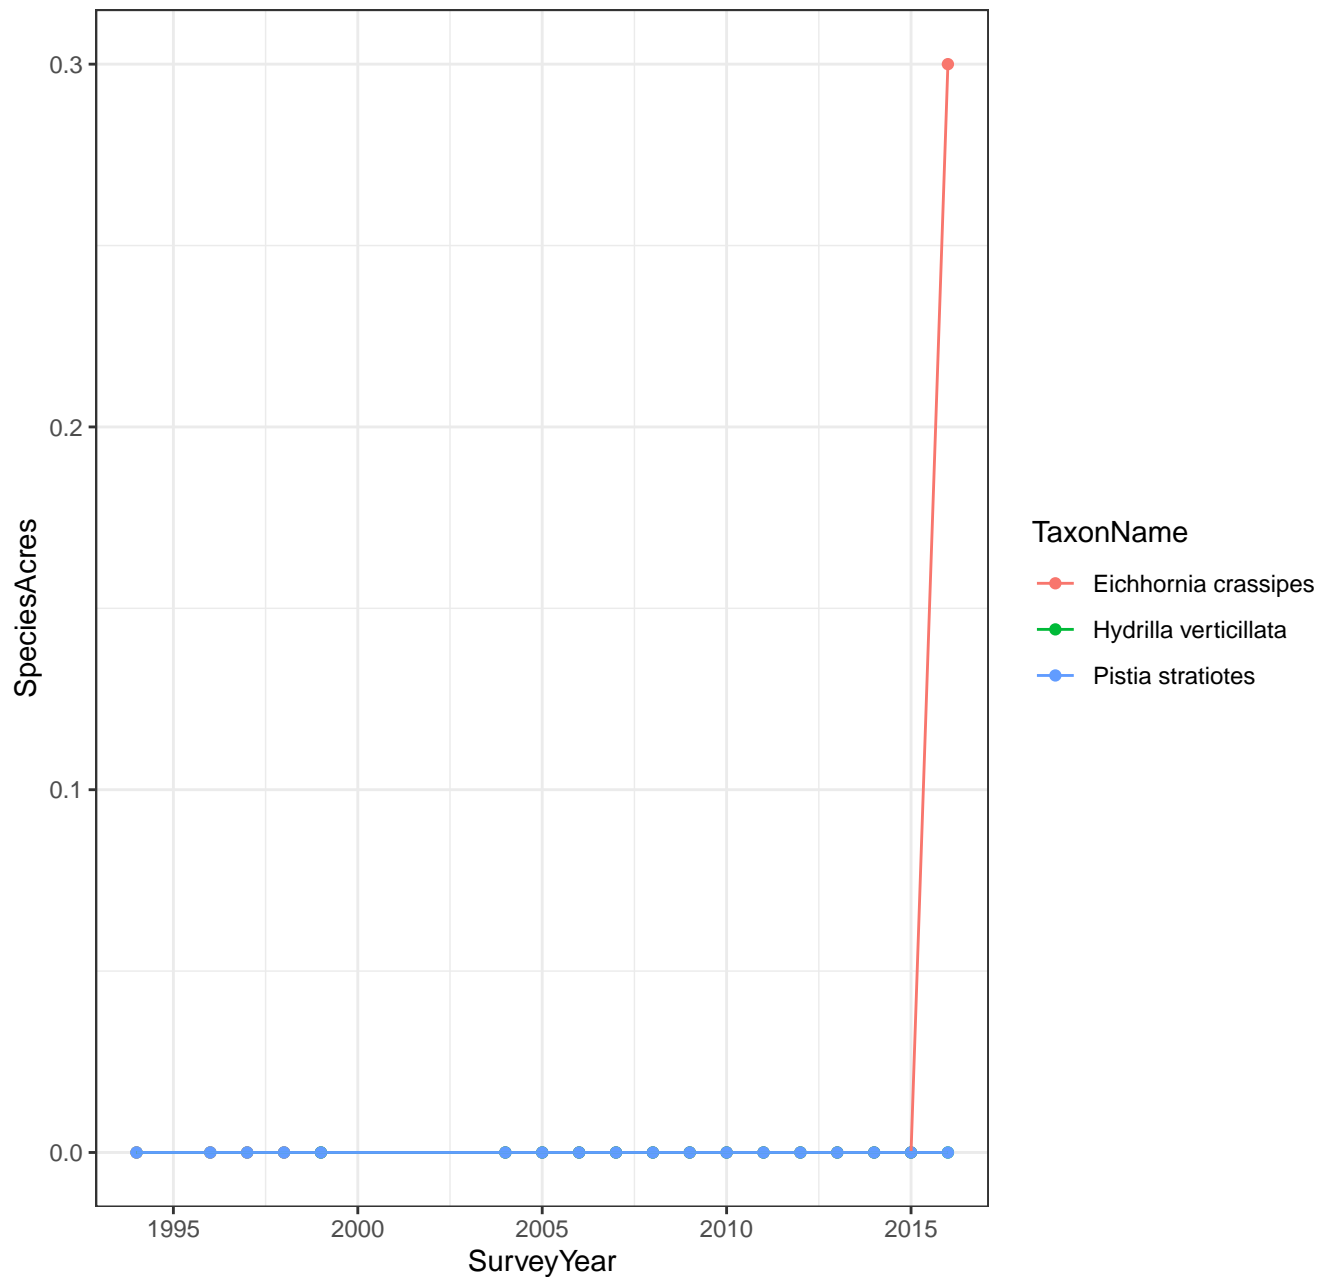 0.3
0.2
0.1
0.0
SpeciesAcres
1995 2000 2005 2010 2015
SurveyYear
TaxonName
Eichhornia crassipes
Hydrilla verticillata
Pistia stratiotes